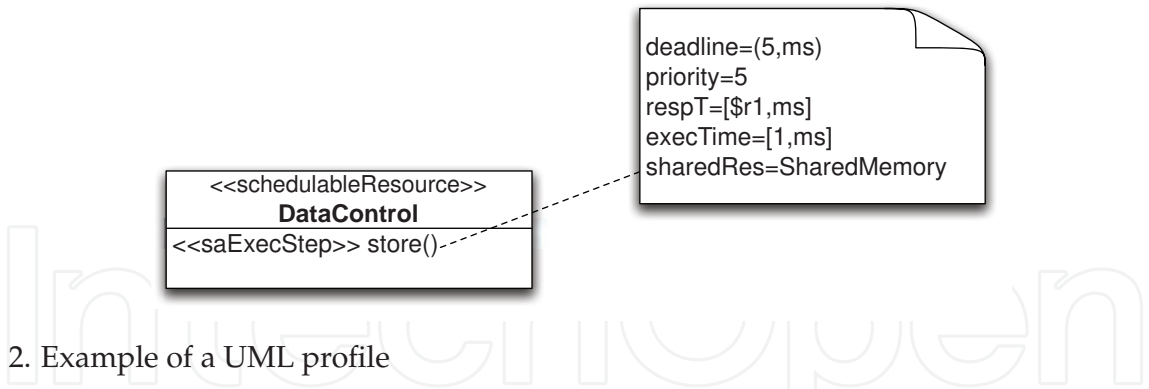 deadline=(5,ms)
priority=5
respT=[$r1,ms]
execTime=[1,ms]
sharedRes=SharedMemory
<<schedulableResource>>
DataControl
<<saExecStep>> store()
2. Example of a UML profile
Intechopen